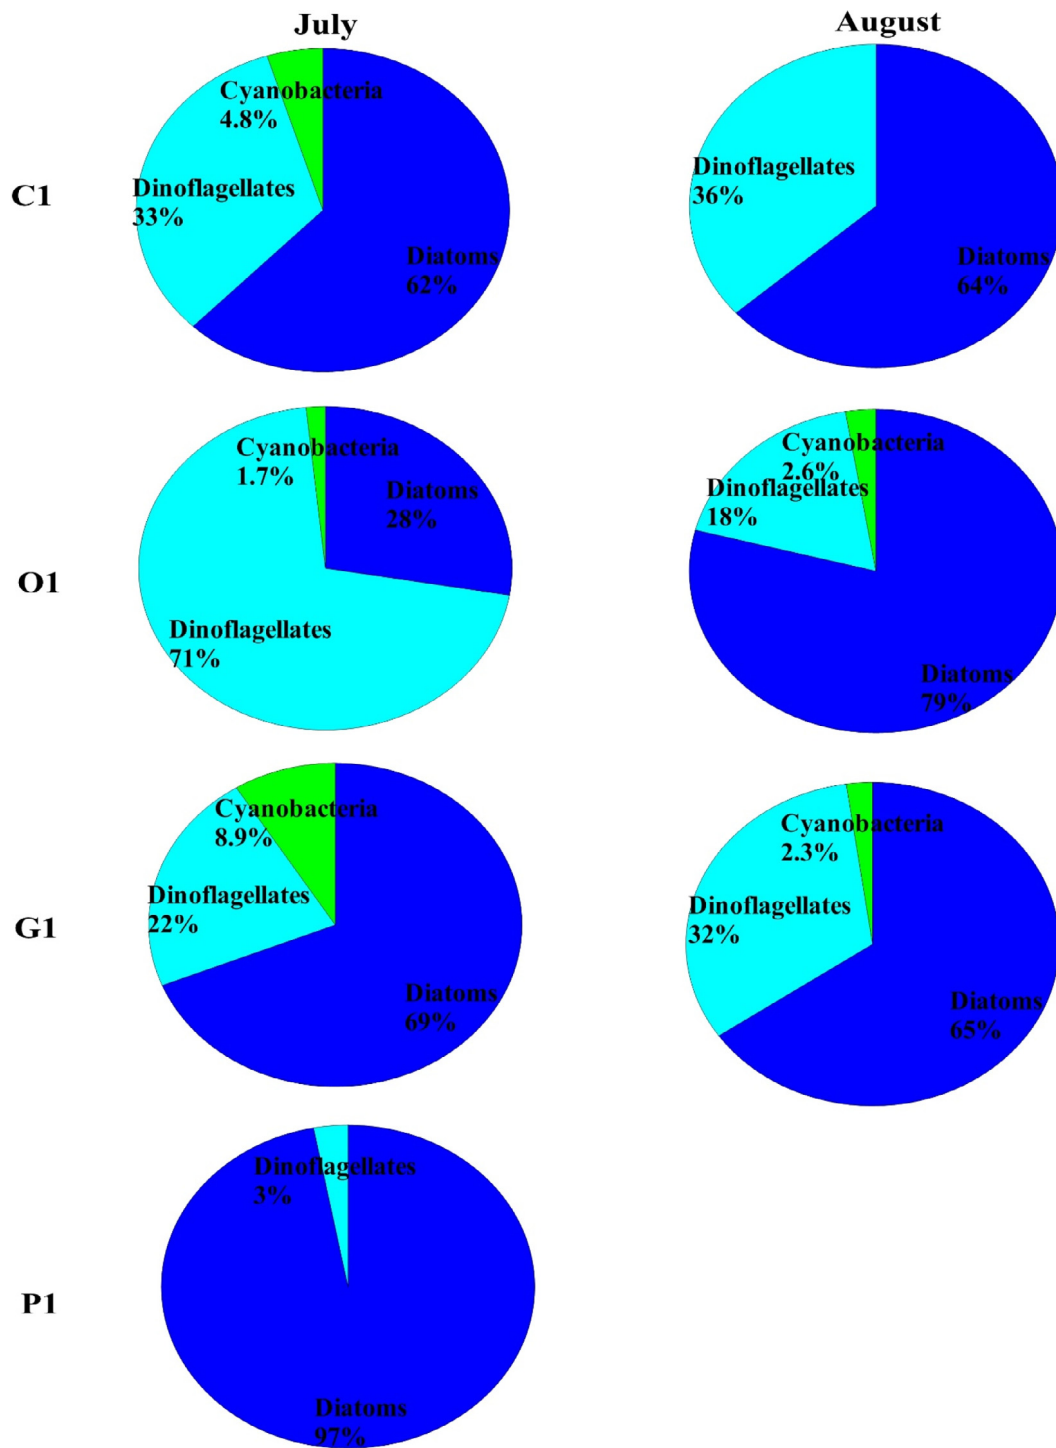 July
August
C1
Cyanobacteria
4.8%
Dinoflagellates
33%
Diatoms
62%
Dinoflagellates
36%
Diatoms
64%
O1
Cyanobacteria
1.7%
Diatoms
28%
Dinoflagellates
71%
Cyanobacteria
2.6%
Dinoflagellates
18%
Diatoms
79%
G1
Cyanobacteria
8.9%
Dinoflagellates
22%
Diatoms
69%
Cyanobacteria
2.3%
Dinoflagellates
32%
Diatoms
65%
P1
Dinoflagellates
3%
Diatoms
97%